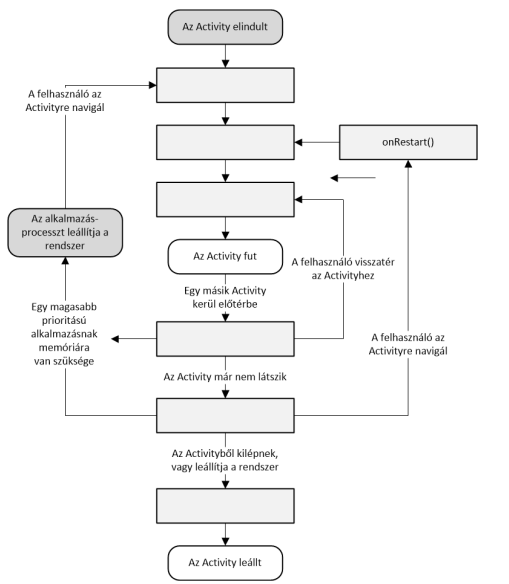 Az Activity elindult
A felhasználó az
Activityre navigál
onRestart()
Az alkalmazás-
processzt leállítja a
rendszer
Az Activity fut
A felhasználó visszatér
az Activityhez
Egy másik Activity
kerül előtérbe
Egy magasabb
prioritású
alkalmazásnak
memóriára
van szüksége
A felhasználó az
Activityre navigál
Az Activity már nem látszik
Az Activityből kilépnek,
vagy leállítja a rendszer
Az Activity leállt